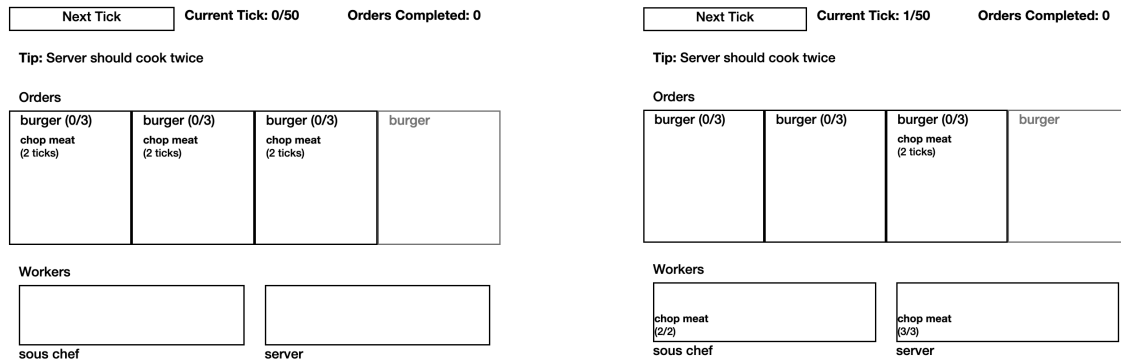 Next Tick
Current Tick: 0/50
Orders Completed: 0
Tip: Server should cook twice
Orders
burger (0/3)
chop meat
(2 ticks)
burger (0/3)
chop meat
(2 ticks)
burger (0/3)
chop meat
(2 ticks)
burger
Workers
sous chef
server
Next Tick
Current Tick: 1/50
Orders Completed: 0
Tip: Server should cook twice
Orders
burger (0/3)
burger (0/3)
burger (0/3)
chop meat
(2 ticks)
burger
Workers
chop meat
(2/2)
sous chef
chop meat
(3/3)
server